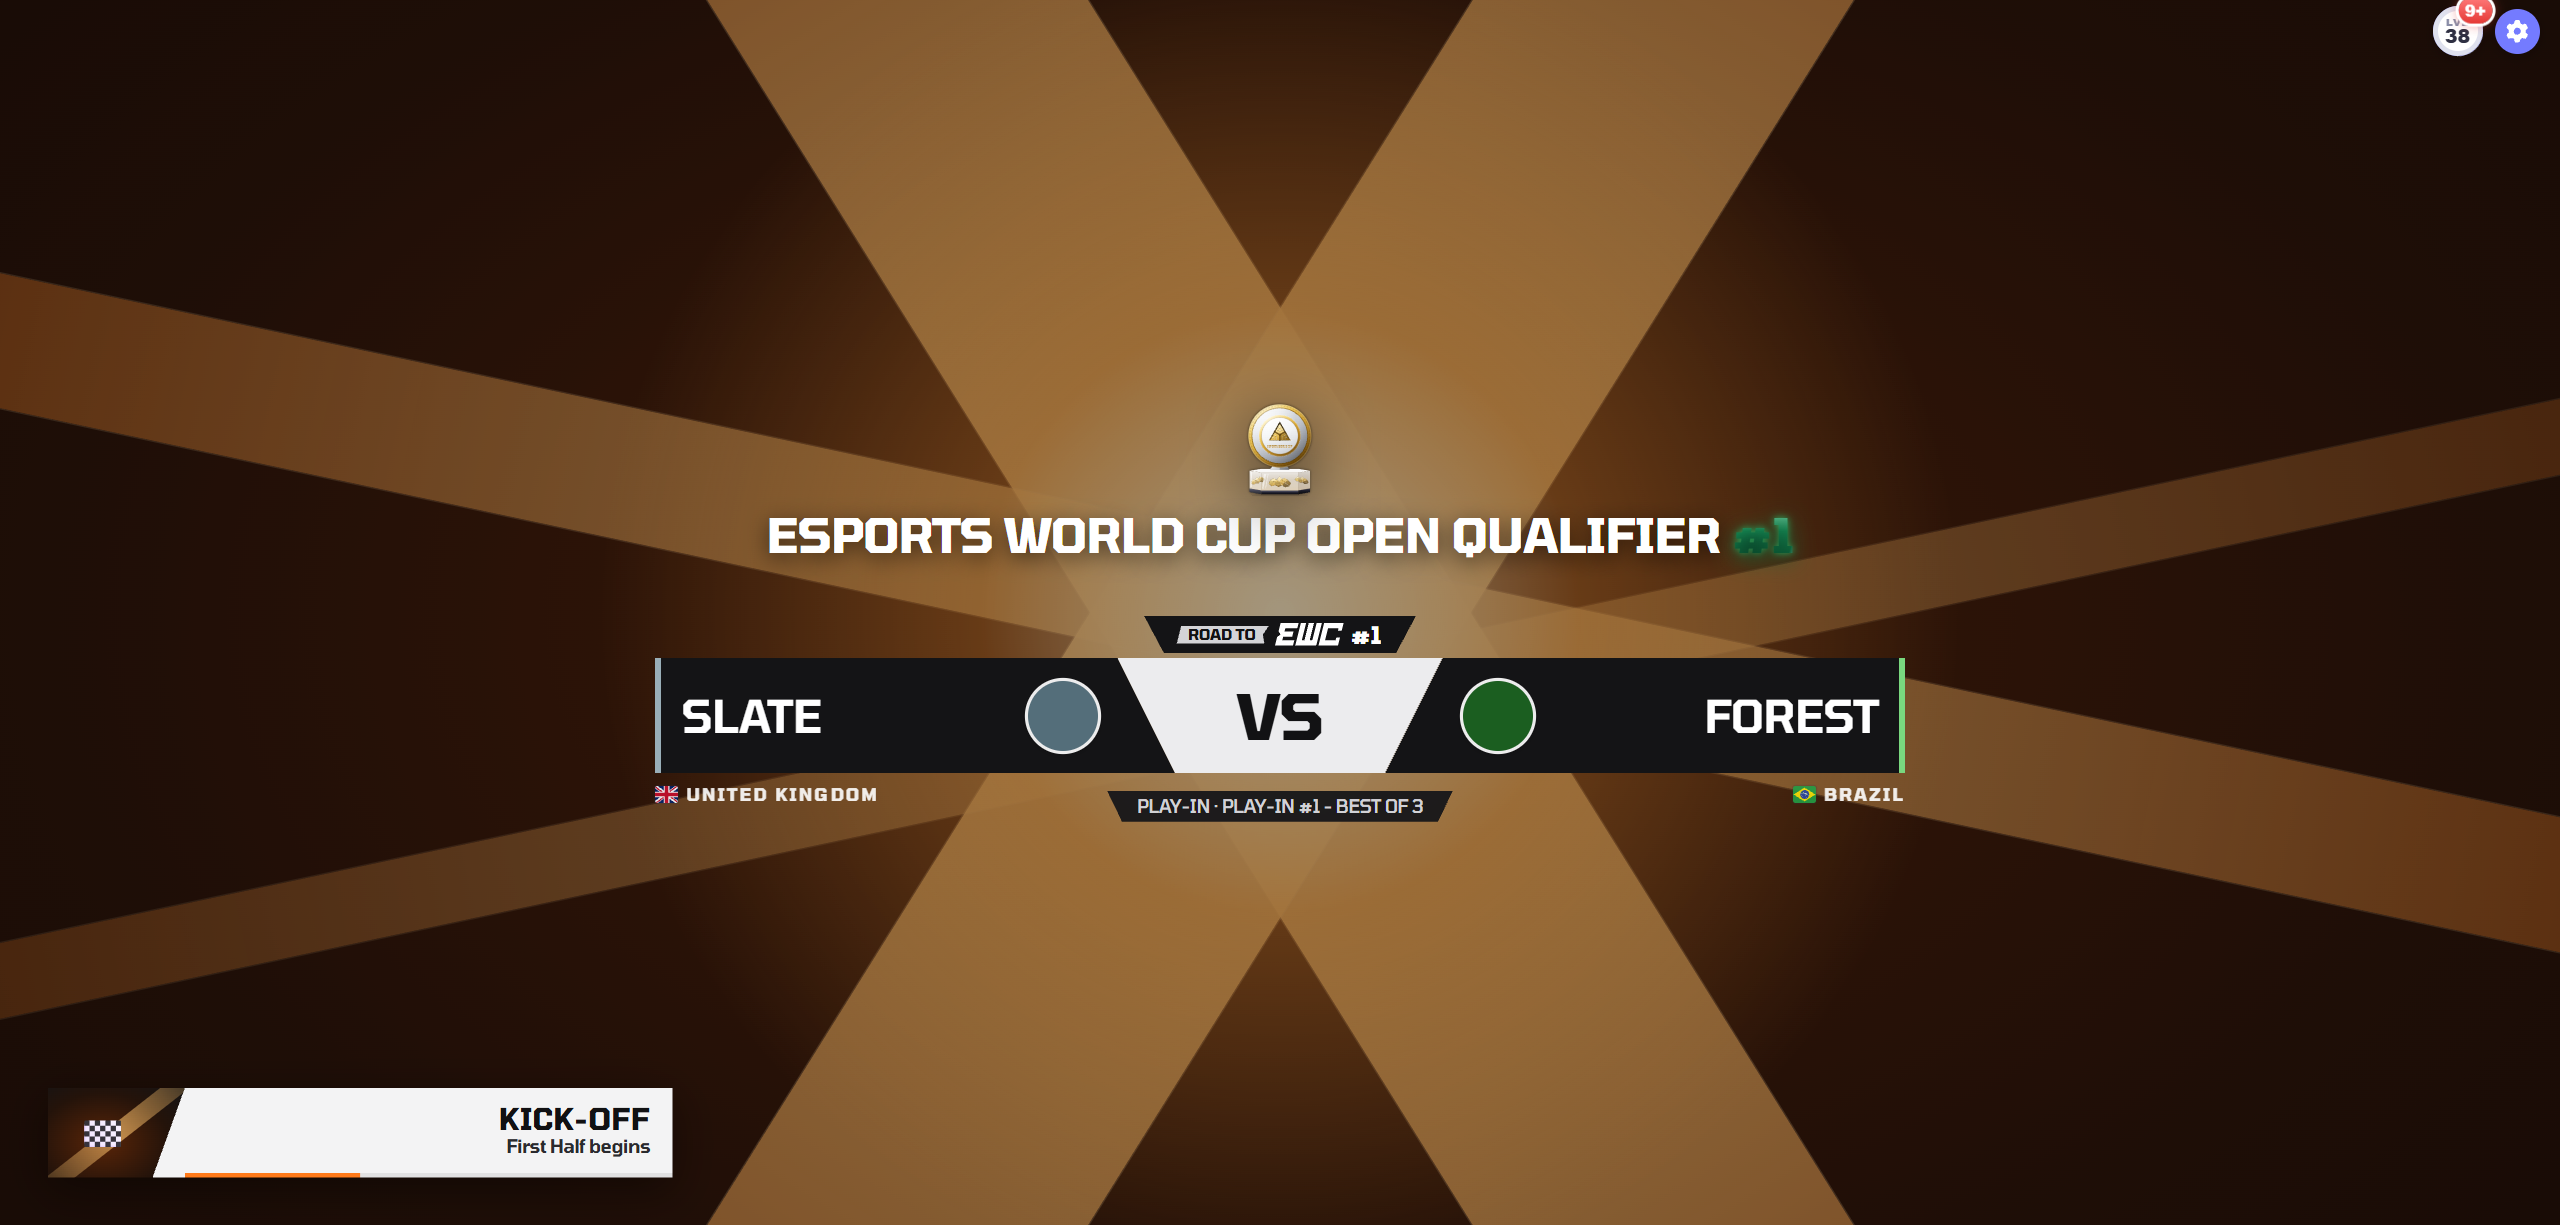 9+
LVL
38
ESPORTS WORLD CUP OPEN QUALIFIER #1
ROAD TO EWC #1
SLATE
VS
FOREST
UNITED KINGDOM
BRAZIL
PLAY-IN · PLAY-IN #1 - BEST OF 3
KICK-OFF
First Half begins